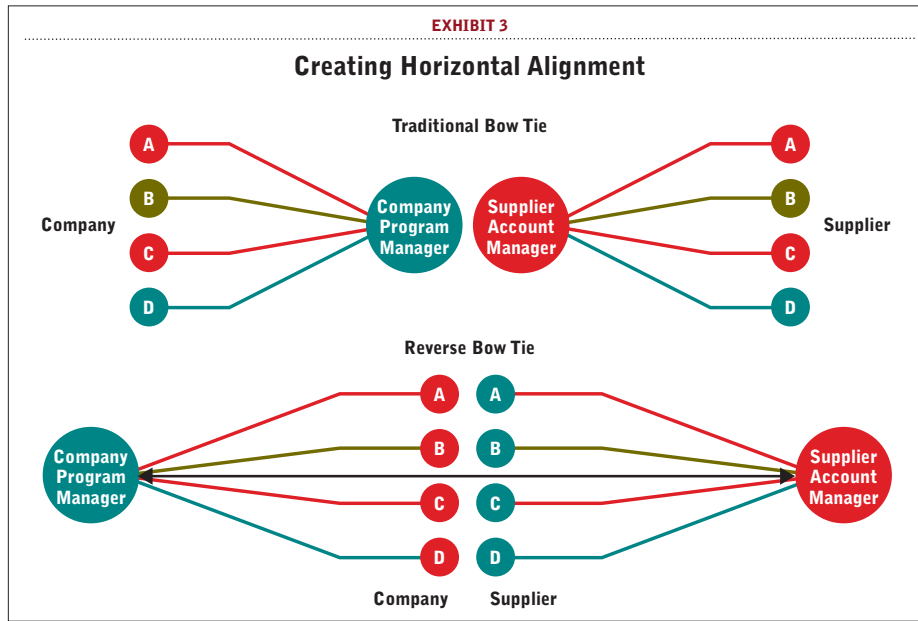 EXHIBIT 3
Creating Horizontal Alignment
Traditional Bow Tie
Company
A
B
C
D
Company
Program
Manager
Supplier
Account
Manager
A
B
C
D
Supplier
Reverse Bow Tie
Company
Program
Manager
A
B
C
D
A
B
C
D
Supplier
Account
Manager
Company
Supplier